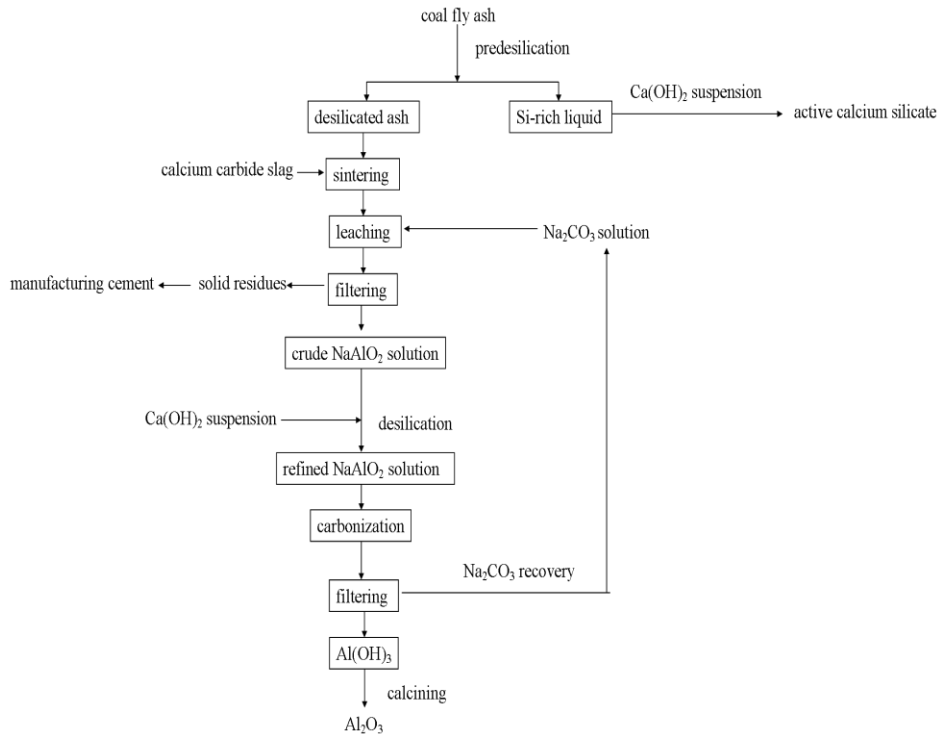 coal fly ash
predesilication
Ca(OH)₂ suspension
desilicated ash
Si-rich liquid
active calcium silicate
calcium carbide slag
sintering
leaching
Na₂CO₃ solution
manufacturing cement
solid residues
filtering
crude NaAlO₂ solution
Ca(OH)₂ suspension
desilication
refined NaAlO₂ solution
carbonization
Na₂CO₃ recovery
filtering
Al(OH)₃
calcining
Al₂O₃